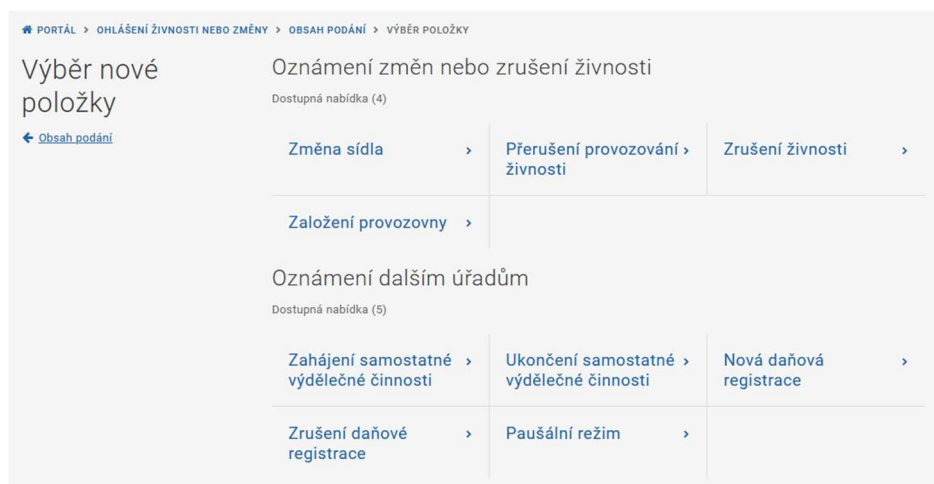 PORTÁL > OHLÁŠENÍ ŽIVNOSTI NEBO ZMĚNY > OBSAH PODÁNÍ > VÝBĚR POLOŽKY
Výběr nové
položky
Obsah podání
Oznámení změn nebo zrušení živnosti
Dostupná nabídka (4)
Změna sídla
Přerušení provozování
živnosti
Zrušení živnosti
Založení provozovny
Oznámení dalším úřadům
Dostupná nabídka (5)
Zahájení samostatné
výdělečné činnosti
Ukončení samostatné
výdělečné činnosti
Nová daňová
registrace
Zrušení daňové
registrace
Paušální režim